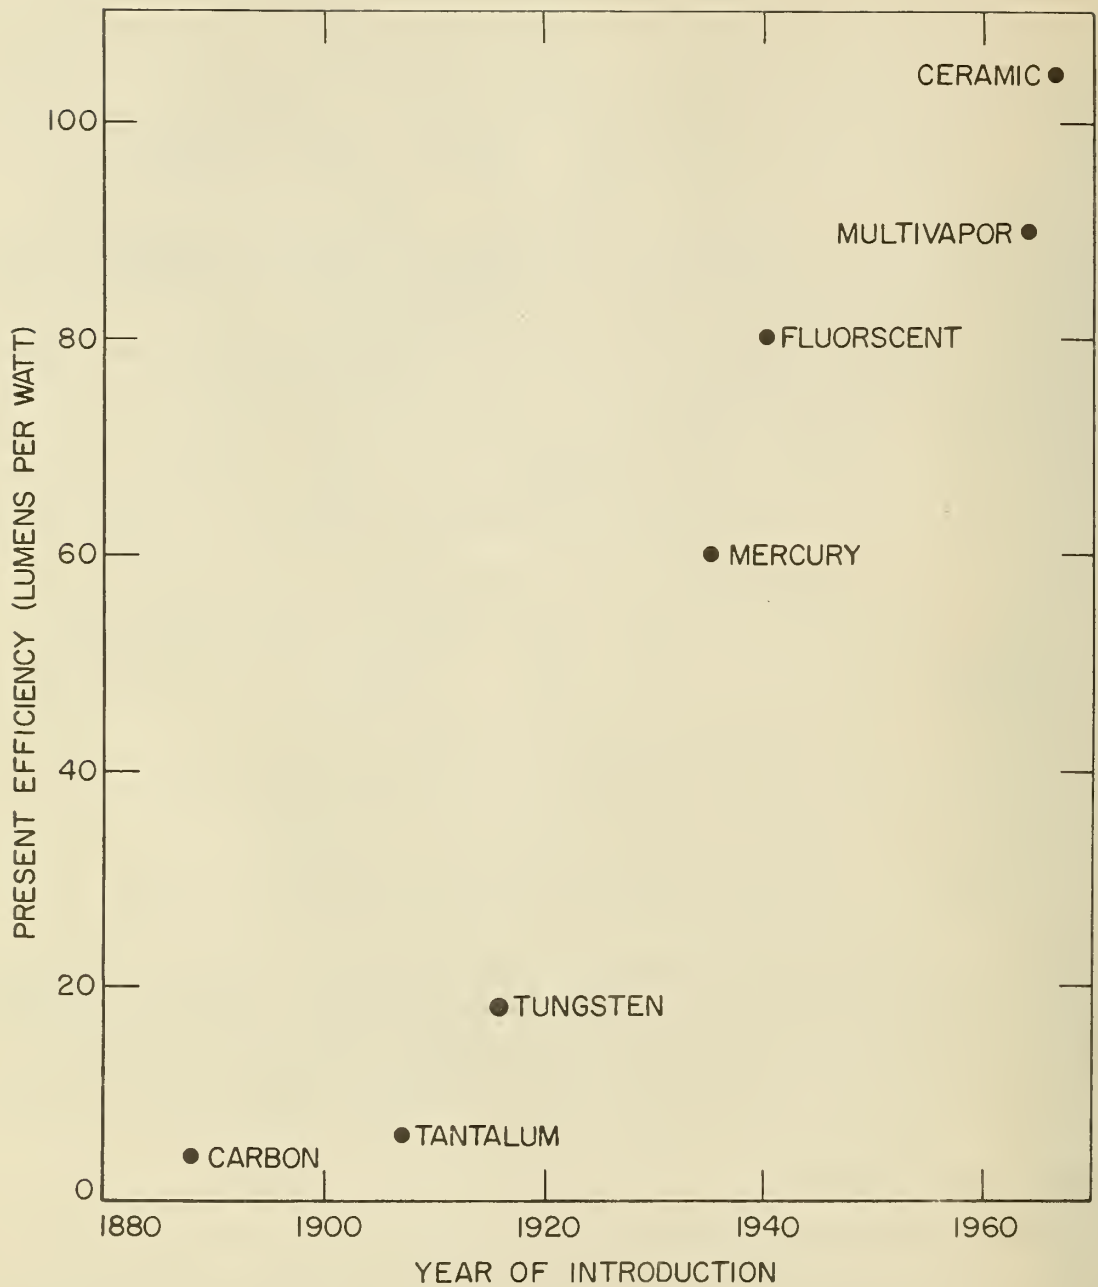 CERAMIC
100
MULTIVAPOR
80
FLUORSCENT
PRESENT EFFICIENCY (LUMENS PER WATT)
60
MERCURY
40
20
TUNGSTEN
TANTALUM
CARBON
0
1880 1900 1920 1940 1960
YEAR OF INTRODUCTION